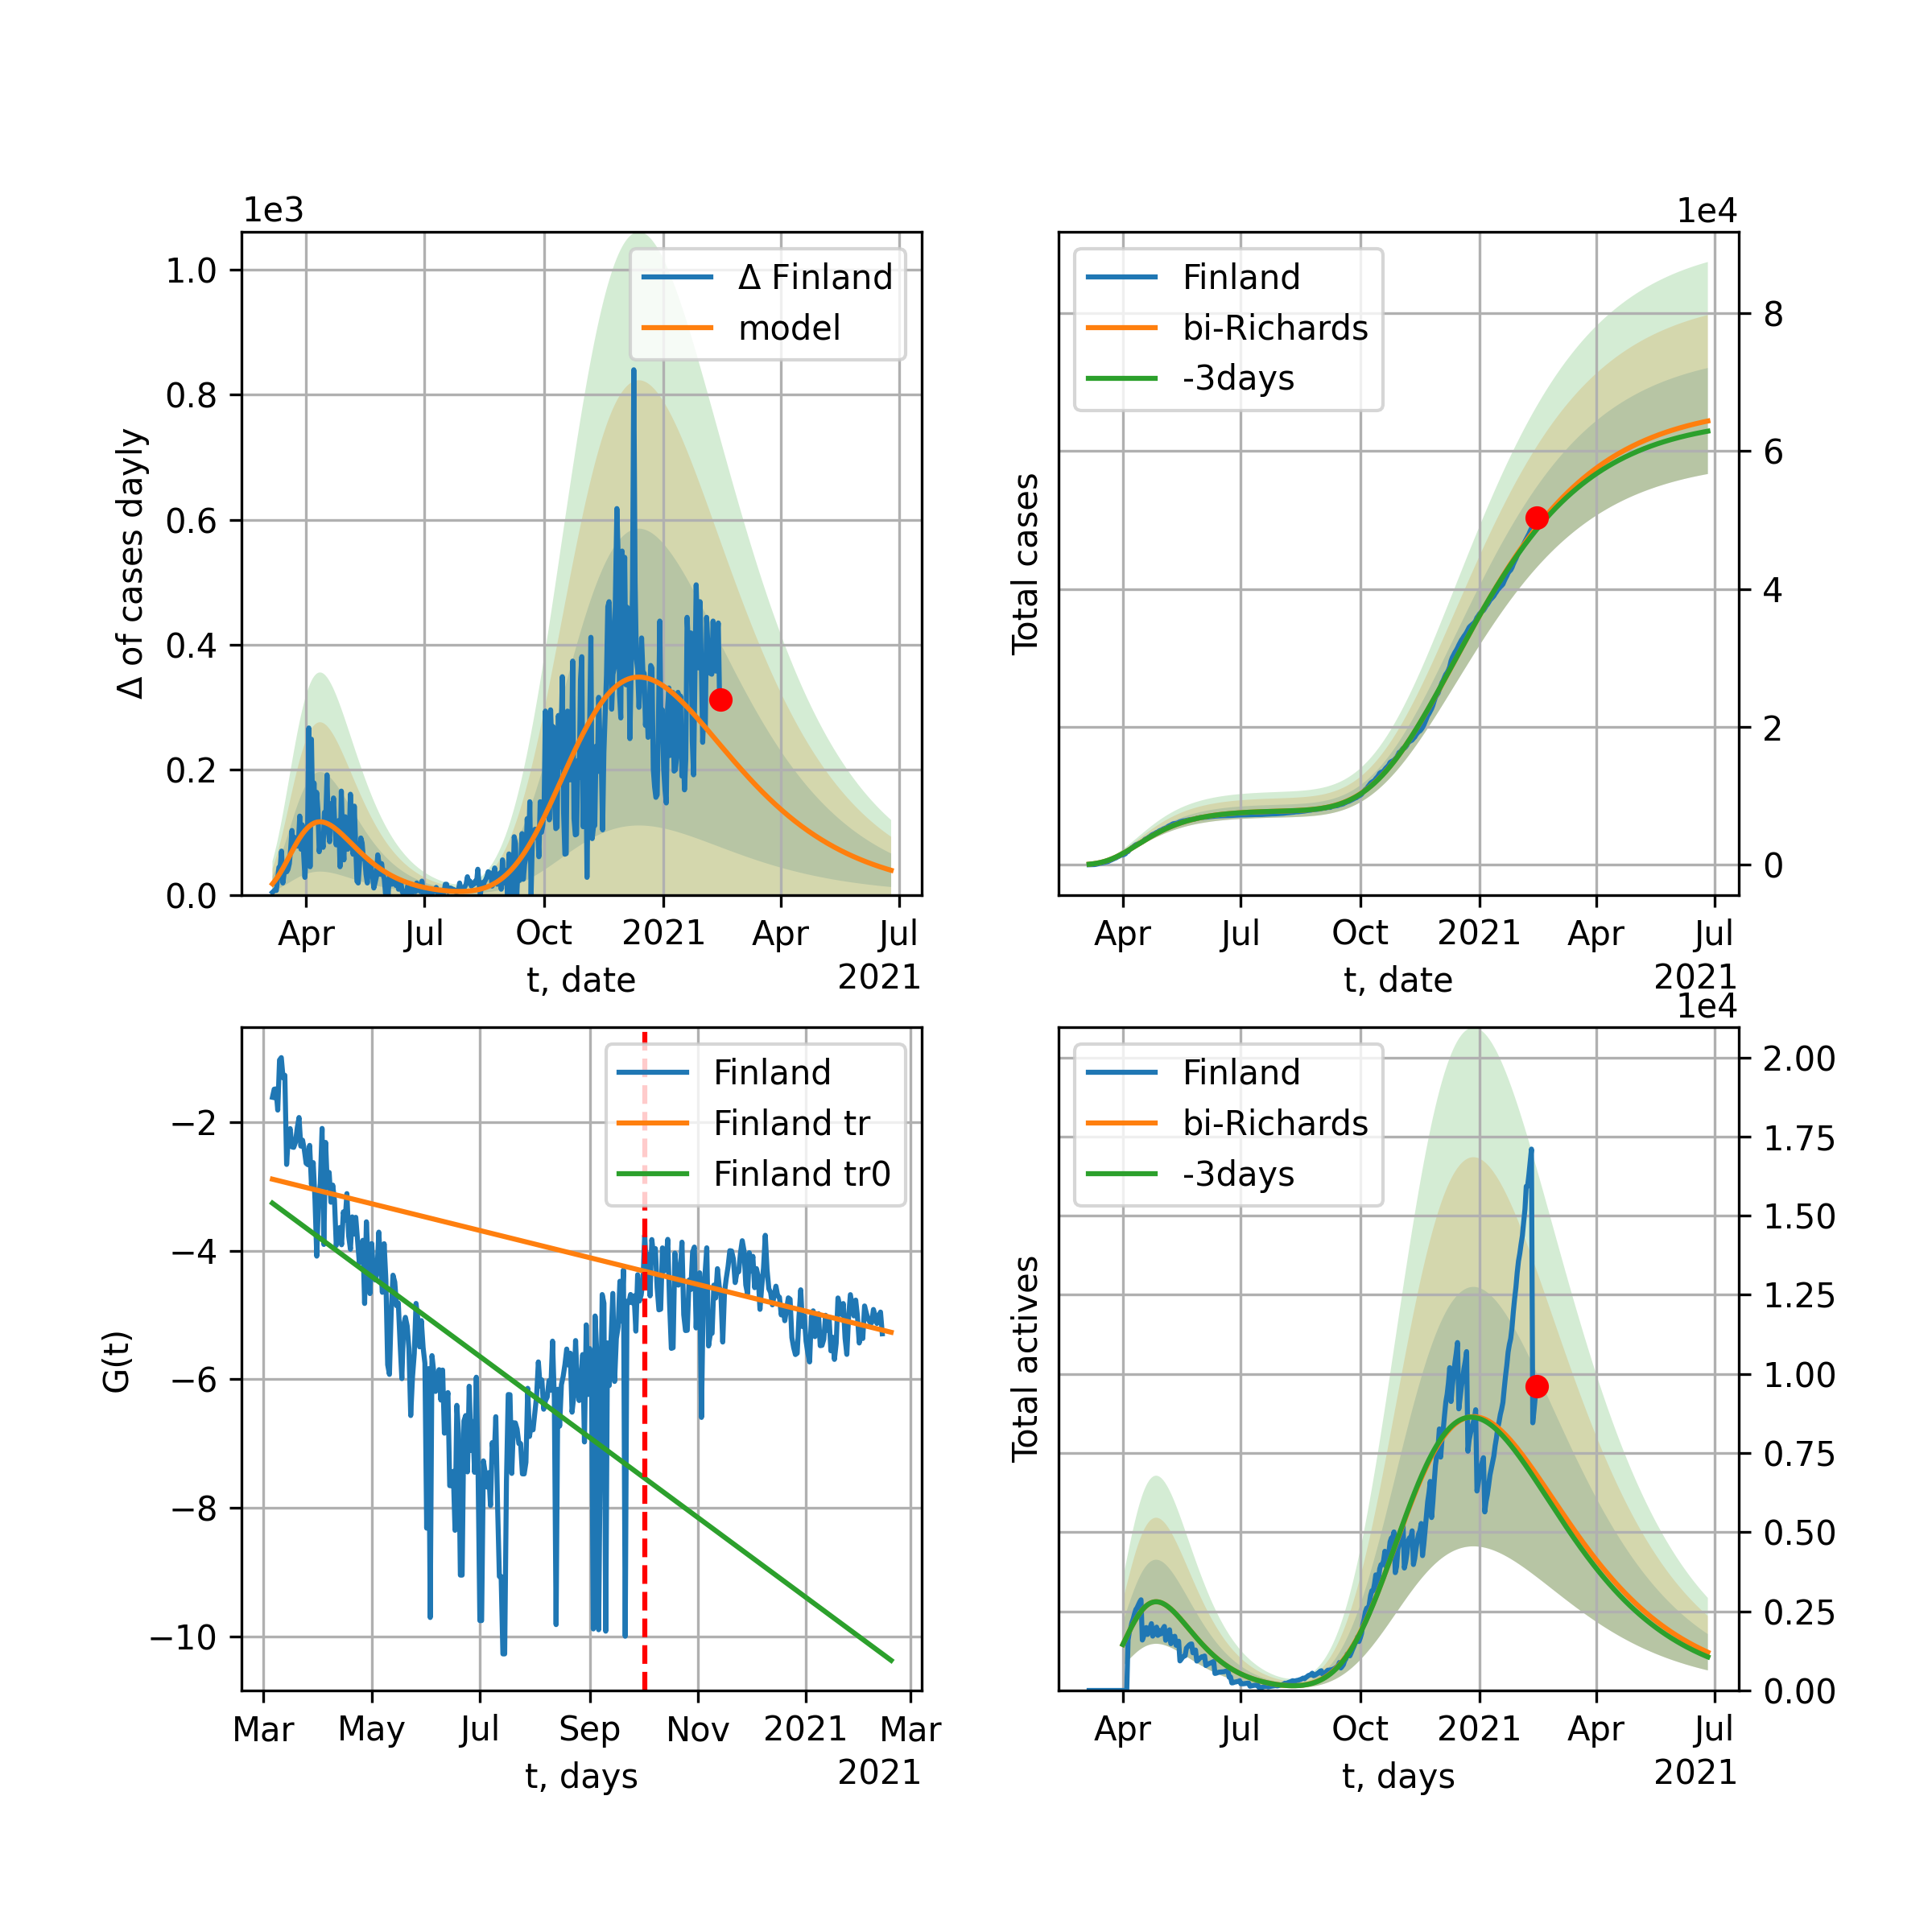 1e3
1.0
0.8
0.6
0.4
0.2
0.0
Δ of cases dayly
Δ Finland
model
Apr Jul Oct 2021 Apr Jul
t, date
2021
1e4
8
6
4
2
0
Total cases
Finland
bi-Richards
-3days
Apr Jul Oct 2021 Apr Jul
t, date
2021
−2
−4
−6
−8
−10
G(t)
Finland
Finland tr
Finland tr0
Mar May Jul Sep Nov 2021 Mar
t, days
2021
1e4
2.00
1.75
1.50
1.25
1.00
0.75
0.50
0.25
0.00
Total actives
Finland
bi-Richards
-3days
Apr Jul Oct 2021 Apr Jul
t, days
2021